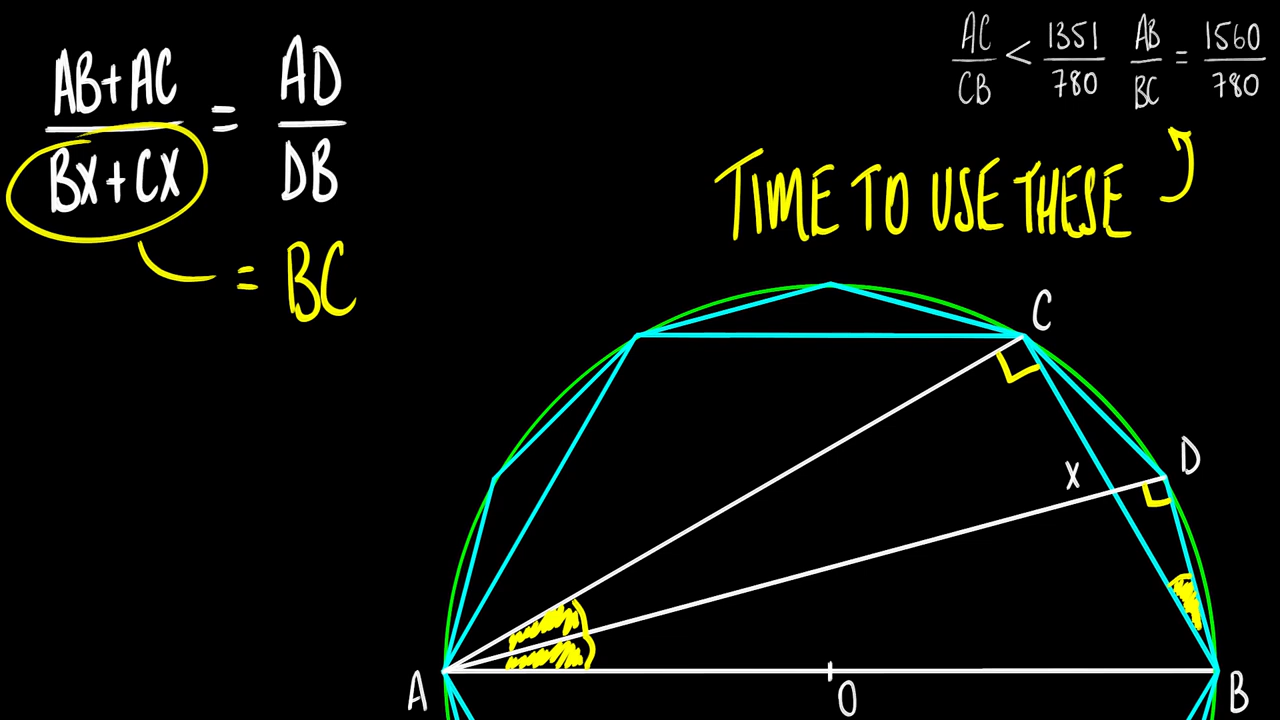 AB+AC / BX+CX = AD / DB
= BC
AC / CB < 1351 / 780 AB / BC = 1560 / 780
TIME TO USE THESE
C
D
X
A
O
B